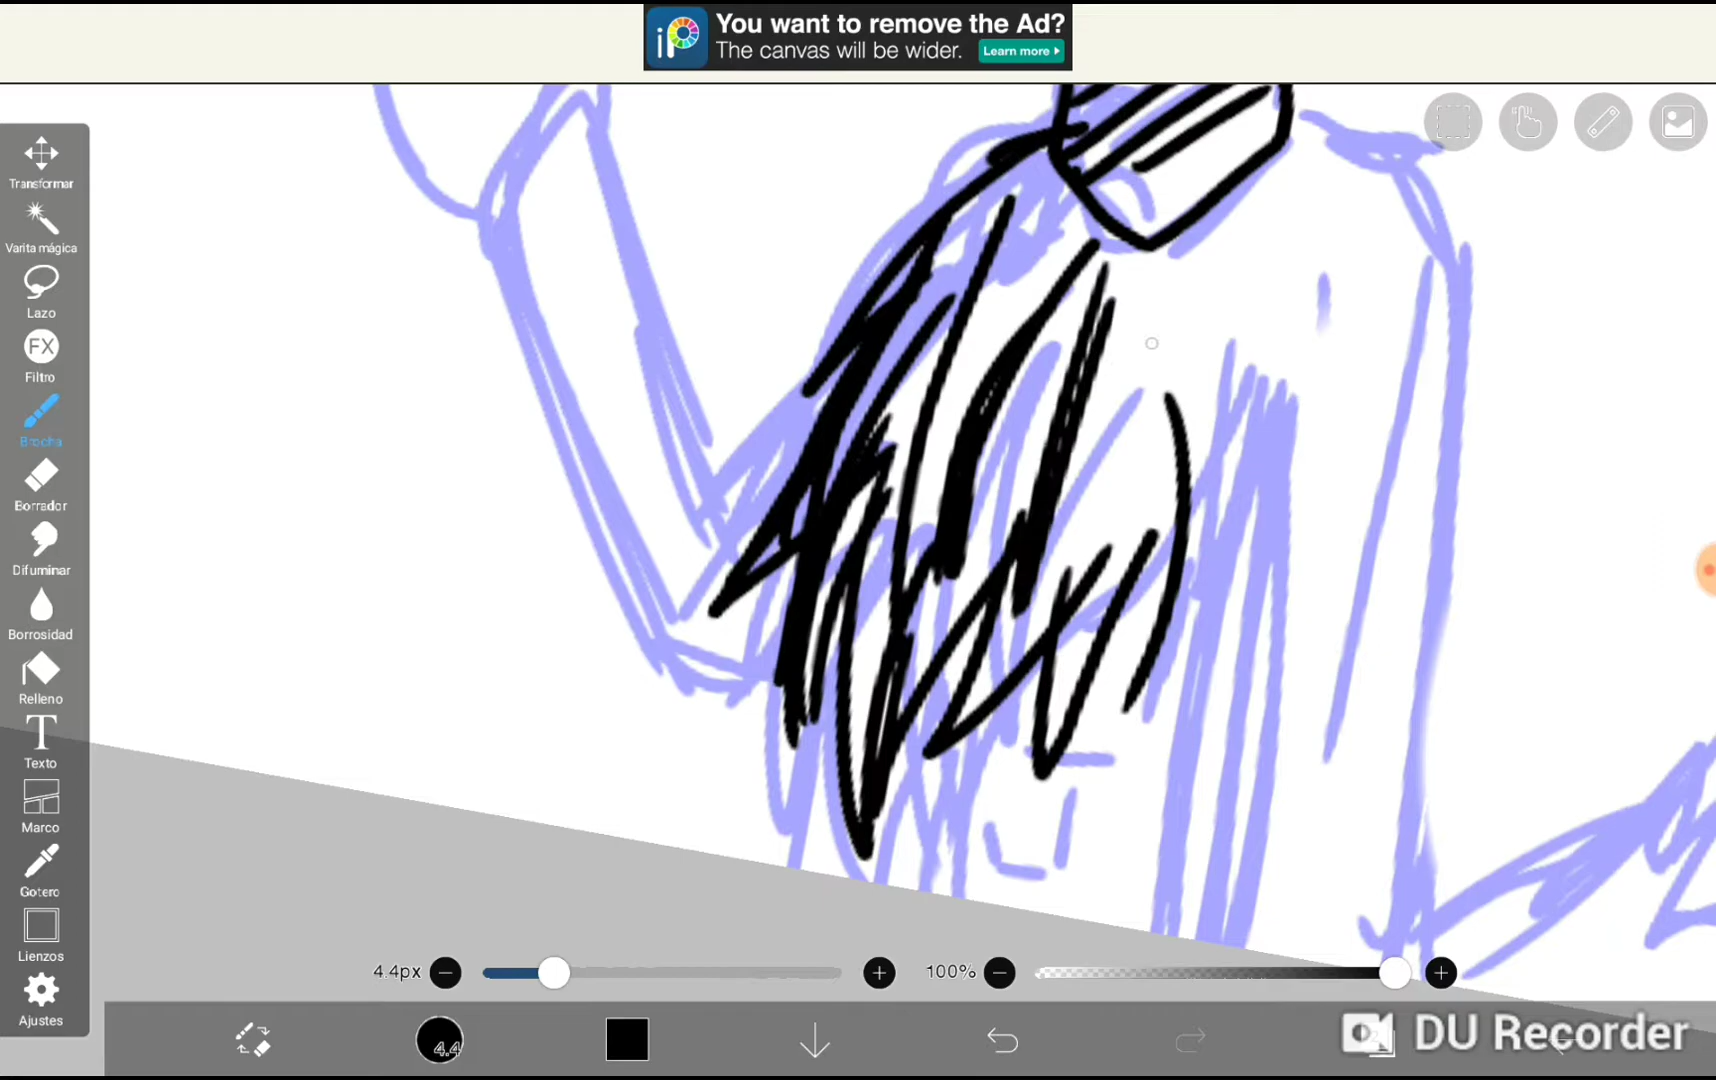 iP
You want to remove the Ad?
The canvas will be wider.
Learn more
Transformar
Varita mágica
Lazo
FX
Filtro
Brocha
Borrador
Difuminar
Borrosidad
Relleno
T
Texto
Marco
Gotero
Lienzos
Ajustes
4.4px
100%
4.4
DU Recorder